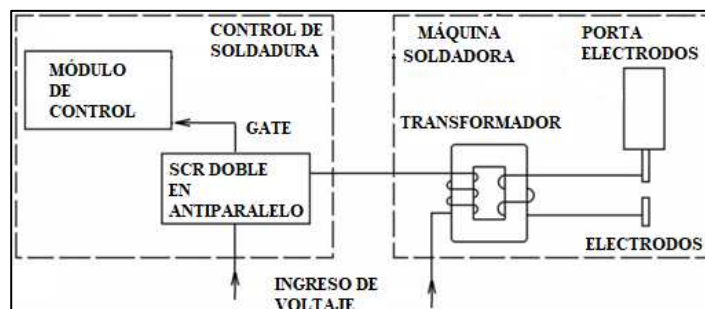 CONTROL DE
SOLDADURA
MÓDULO
DE
CONTROL
GATE
SCR DOBLE
EN
ANTIPARALELO
INGRESO DE
VOLTAJE
MÁQUINA
SOLDADORA
PORTA
ELECTRODOS
TRANSFORMADOR
ELECTRODOS